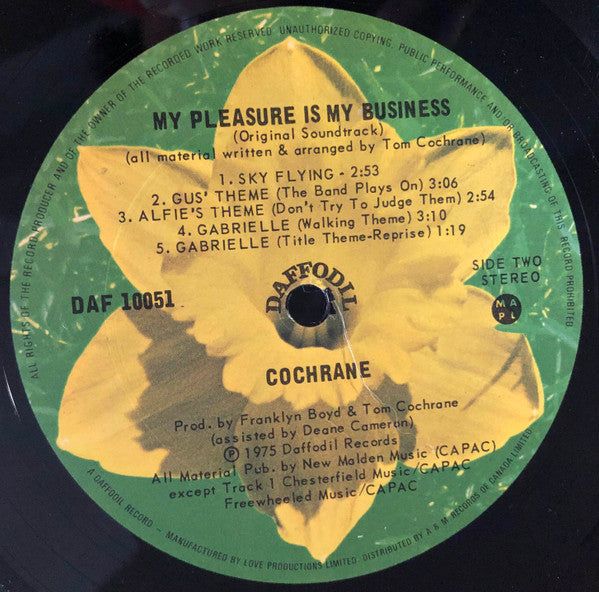 ALL RIGHTS OF THE RECORD PRODUCER AND OF THE OWNER OF THE RECORDED WORK RESERVED. UNAUTHORIZED COPYING, PUBLIC PERFORMANCE AND/OR BROADCASTING OF THIS RECORD PROHIBITED.
MY PLEASURE IS MY BUSINESS
(Original Soundtrack)
(all material written & arranged by Tom Cochrane)
1. SKY FLYING - 2:53
2. GUS' THEME (The Band Plays On) 3:06
3. ALFIE'S THEME (Don't Try To Judge Them) 2:54
4. GABRIELLE (Walking Theme) 3:10
5. GABRIELLE (Title Theme-Reprise) 1:19
SIDE TWO
STEREO
DAF 10051
DAFFODIL
M A
P L
COCHRANE
Prod. by Franklyn Boyd & Tom Cochrane
(assisted by Deane Cameron)
Ⓟ 1975 Daffodil Records
All Material Pub. by New Malden Music (CAPAC)
except Track 1 Chesterfield Music/CAPAC
Freewheeled Music/CAPAC
A DAFFODIL RECORD - MANUFACTURED BY LOVE PRODUCTIONS LIMITED - DISTRIBUTED BY A & M RECORDS OF CANADA LIMITED